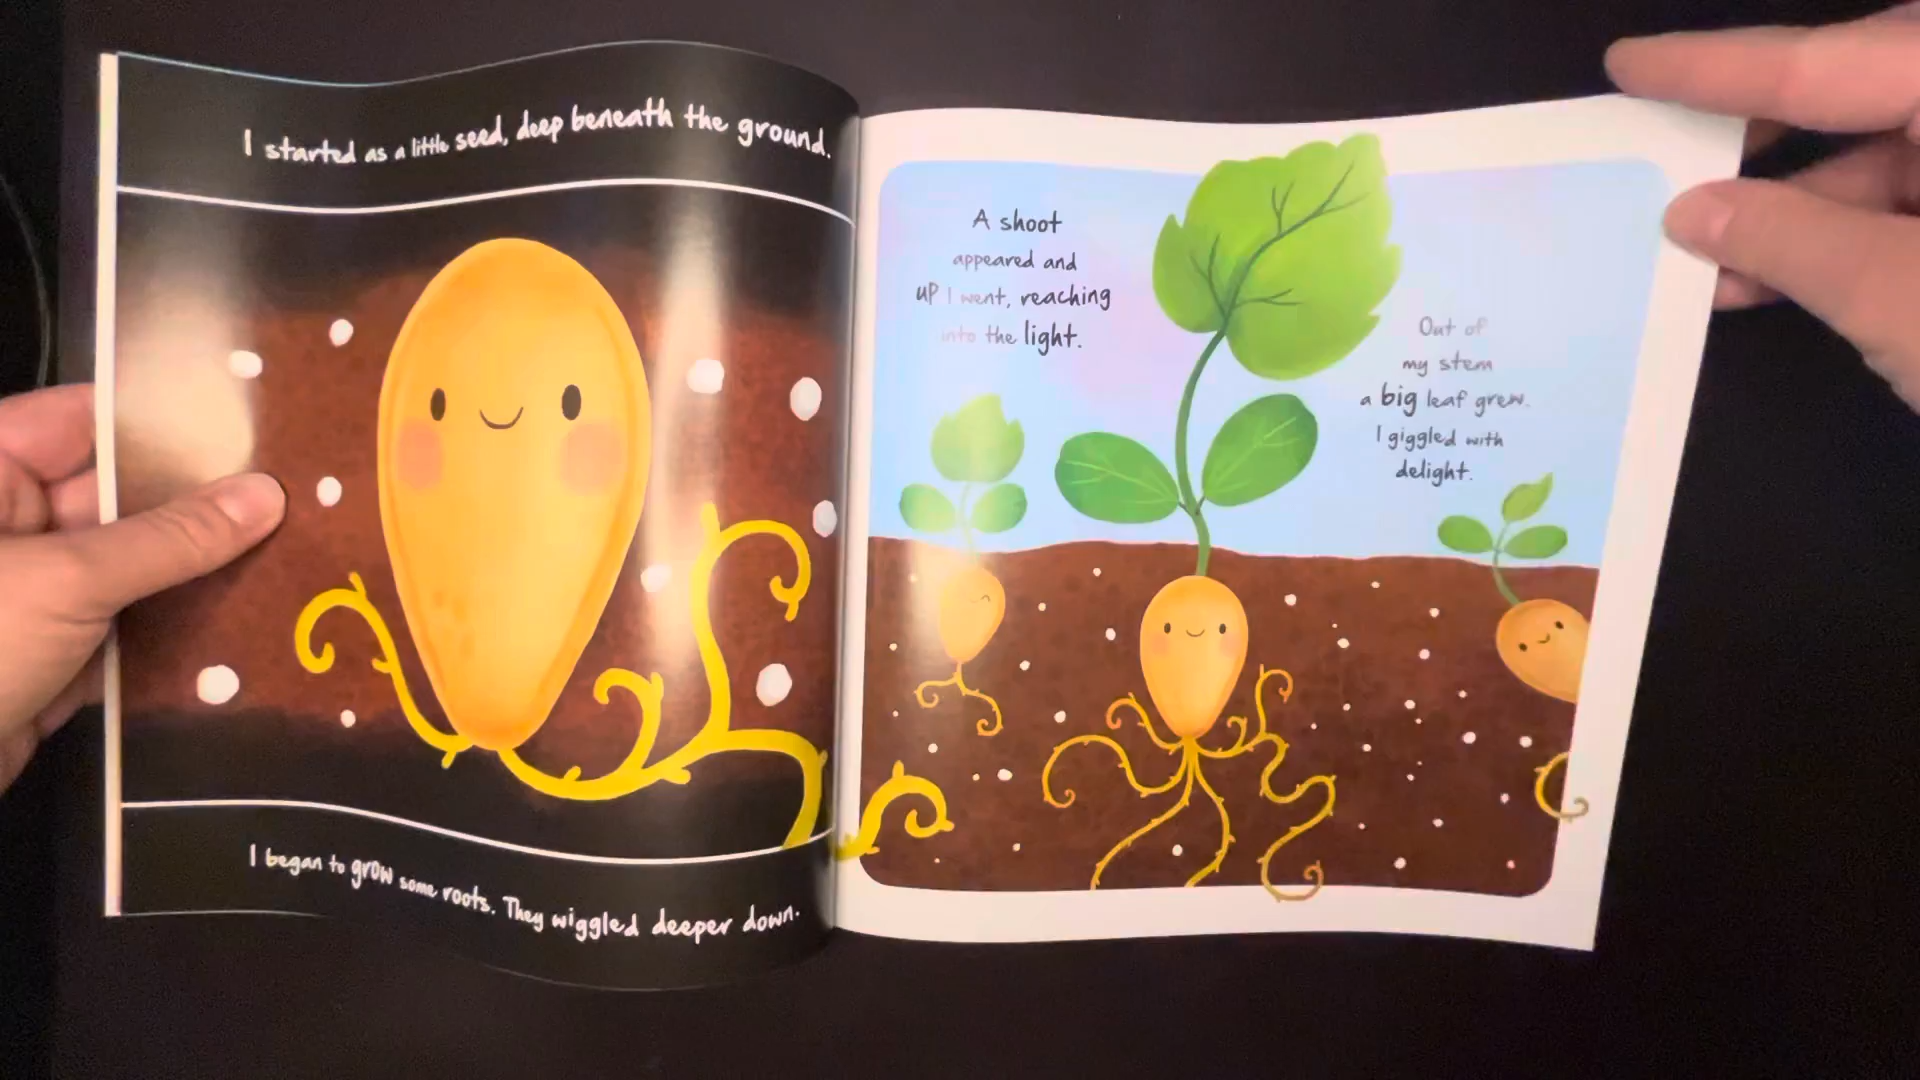 I started as a little seed, deep beneath the ground.
I began to grow some roots. They wiggled deeper down.
A shoot
appeared and
up I went, reaching
into the light.
Out of
my stem
a big leaf grew.
I giggled with
delight.